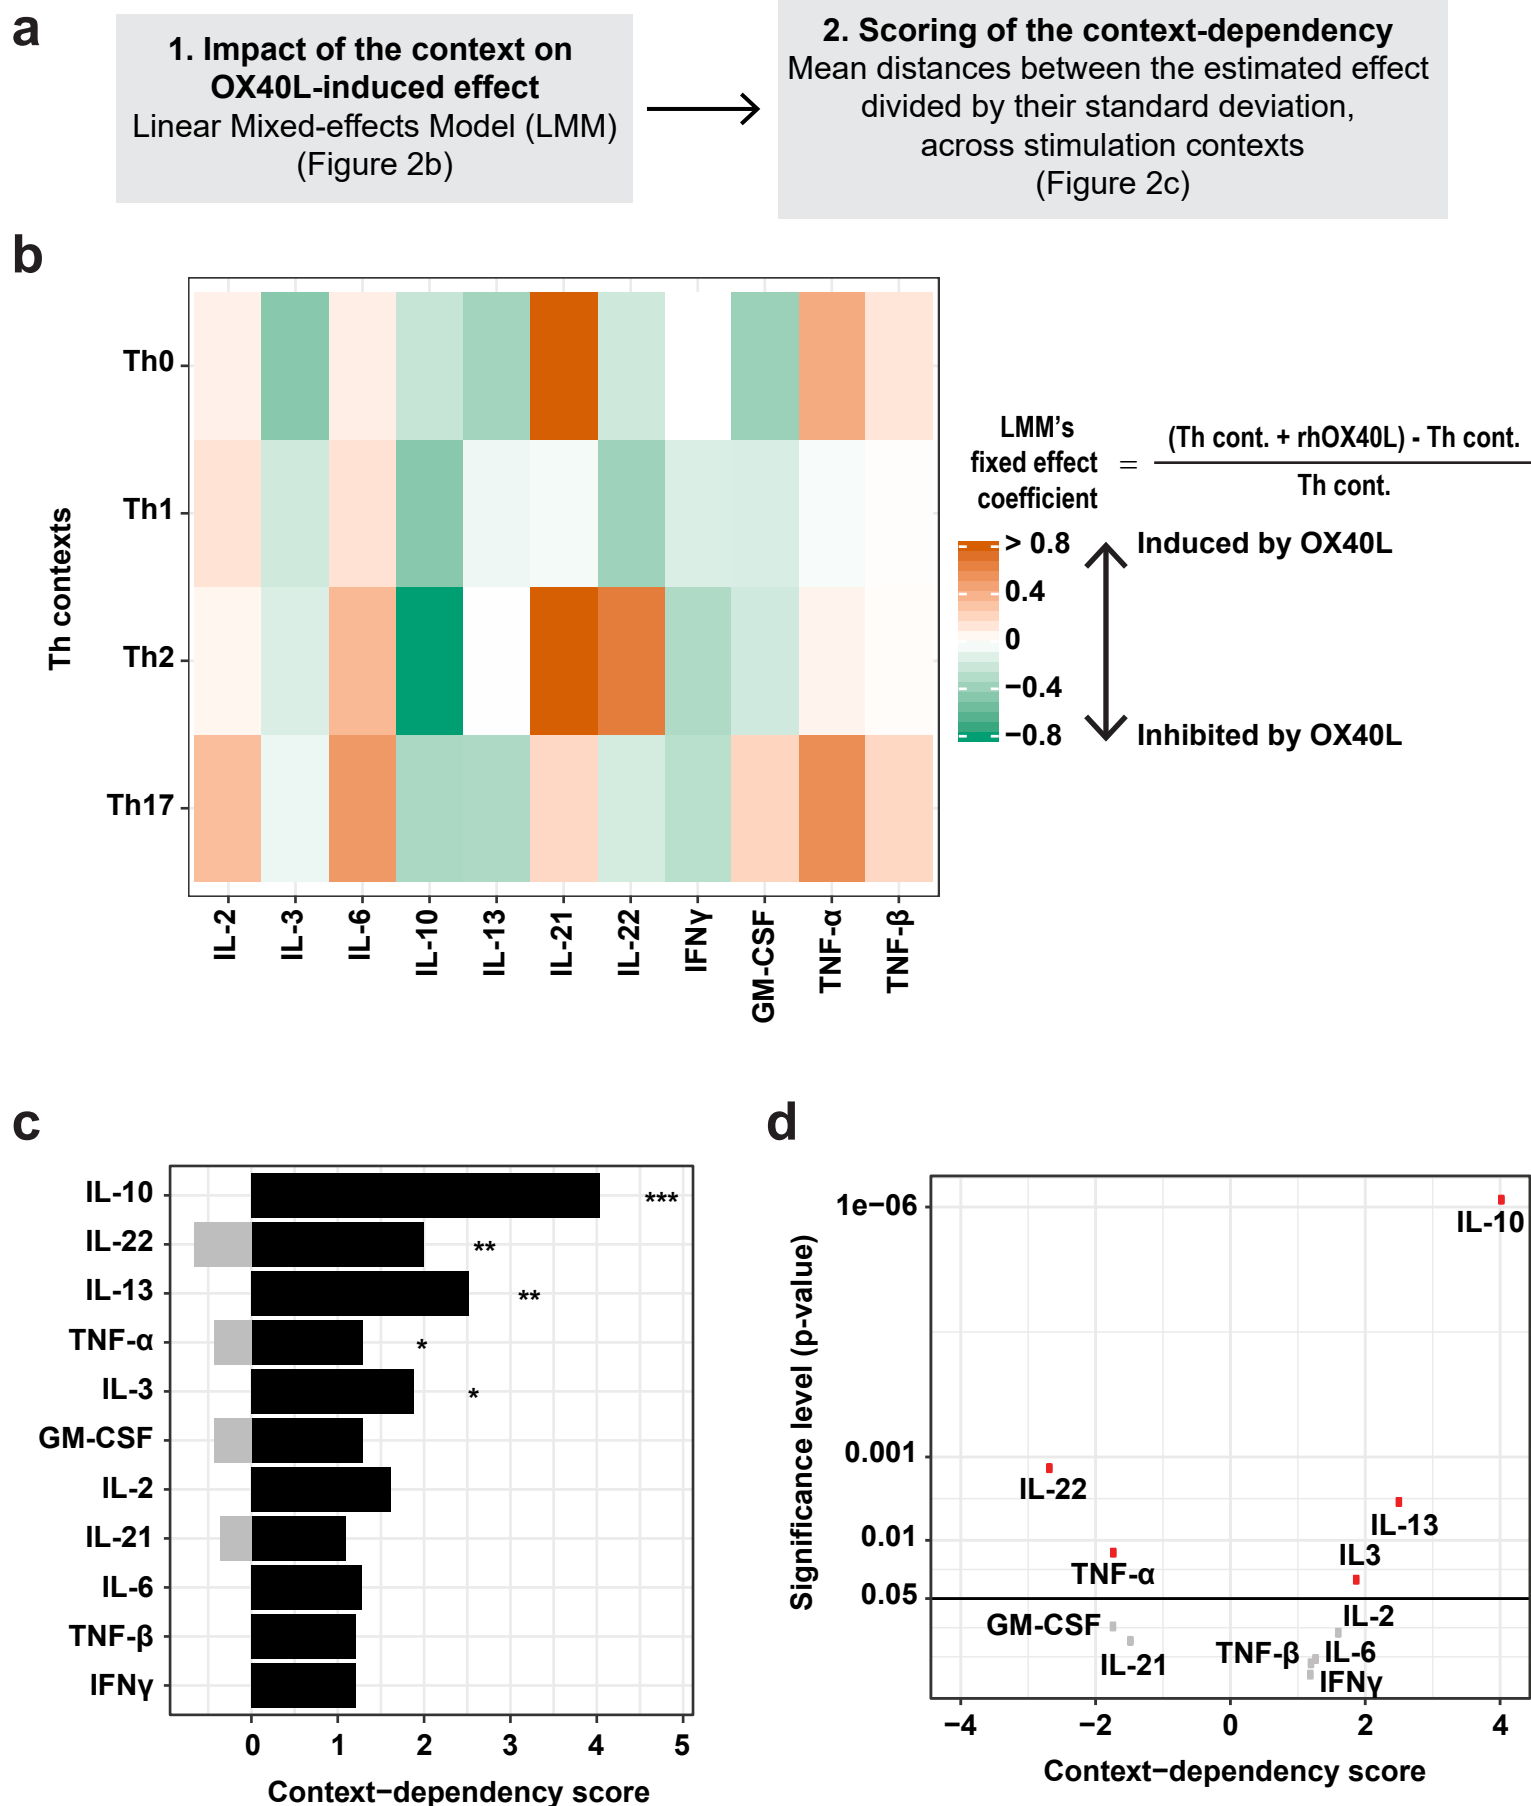 a
1. Impact of the context on
OX40L-induced effect
Linear Mixed-effects Model (LMM)
(Figure 2b)
2. Scoring of the context-dependency
Mean distances between the estimated effect
divided by their standard deviation,
across stimulation contexts
(Figure 2c)
b
Th contexts
Th0
Th1
Th2
Th17
IL-2
IL-3
IL-6
IL-10
IL-13
IL-21
IL-22
IFNγ
GM-CSF
TNF-α
TNF-β
LMM's
fixed effect
coefficient
=
(Th cont. + rhOX40L) - Th cont.
Th cont.
> 0.8
0.4
0
−0.4
−0.8
Induced by OX40L
Inhibited by OX40L
c
IL-10
***
IL-22
**
IL-13
**
TNF-α
*
IL-3
*
GM-CSF
IL-2
IL-21
IL-6
TNF-β
IFNγ
0 1 2 3 4 5
Context−dependency score
d
Significance level (p-value)
1e−06
0.001
0.01
0.05
IL-10
IL-22
IL-13
TNF-α
IL3
IL-2
GM-CSF
IL-21
TNF-β
IL-6
IFNγ
−4 −2 0 2 4
Context−dependency score